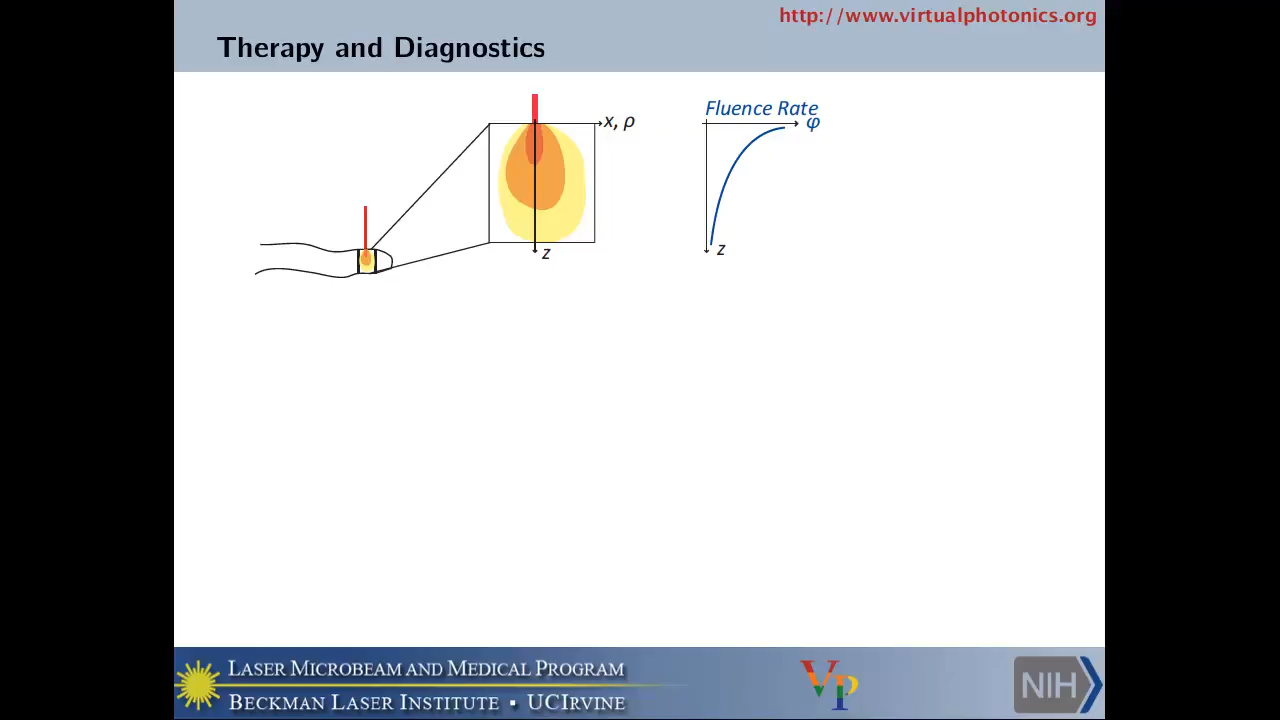 http://www.virtualphotonics.org
Therapy and Diagnostics
Fluence Rate
x, ρ
φ
z
z
LASER MICROBEAM AND MEDICAL PROGRAM
BECKMAN LASER INSTITUTE ▪ UCIRVINE
VP
NIH